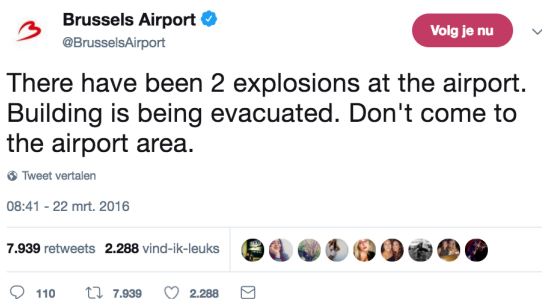 Brussels Airport
@BrusselsAirport
Volg je nu
There have been 2 explosions at the airport.
Building is being evacuated. Don't come to
the airport area.
Tweet vertalen
08:41 - 22 mrt. 2016
7.939 retweets 2.288 vind-ik-leuks
110 7.939 2.288